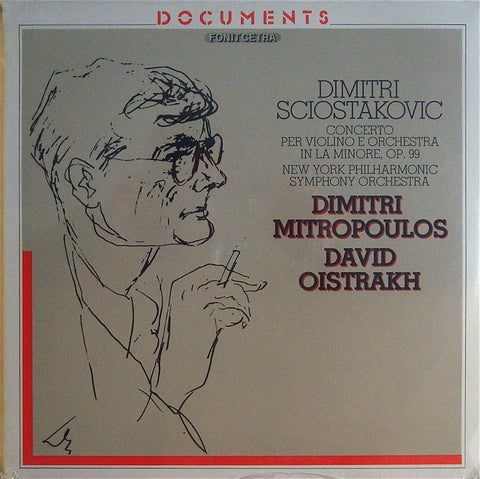 DOCUMENTS
FONIT CETRA
DIMITRI
SCIOSTAKOVIC
CONCERTO
PER VIOLINO E ORCHESTRA
IN LA MINORE, OP. 99
NEW YORK PHILHARMONIC
SYMPHONY ORCHESTRA
DIMITRI
MITROPOULOS
DAVID
OISTRAKH